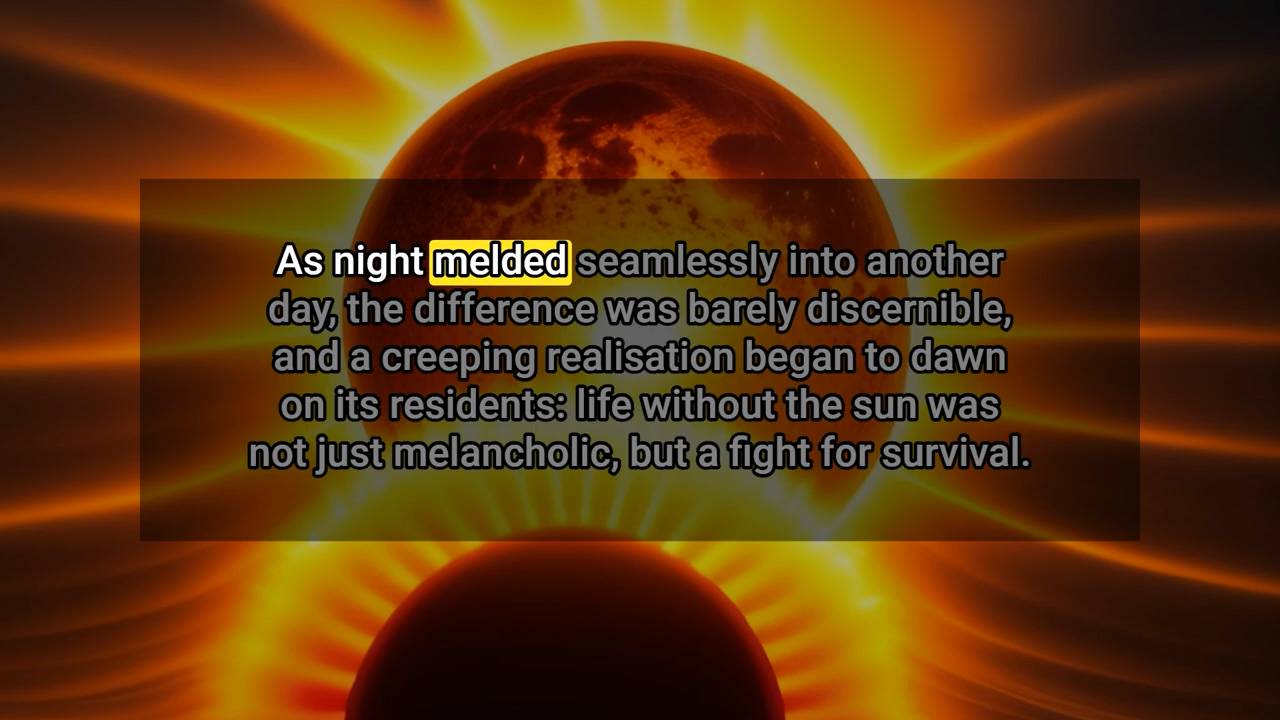 As night melded seamlessly into another
day, the difference was barely discernible,
and a creeping realisation began to dawn
on its residents: life without the sun was
not just melancholic, but a fight for survival.